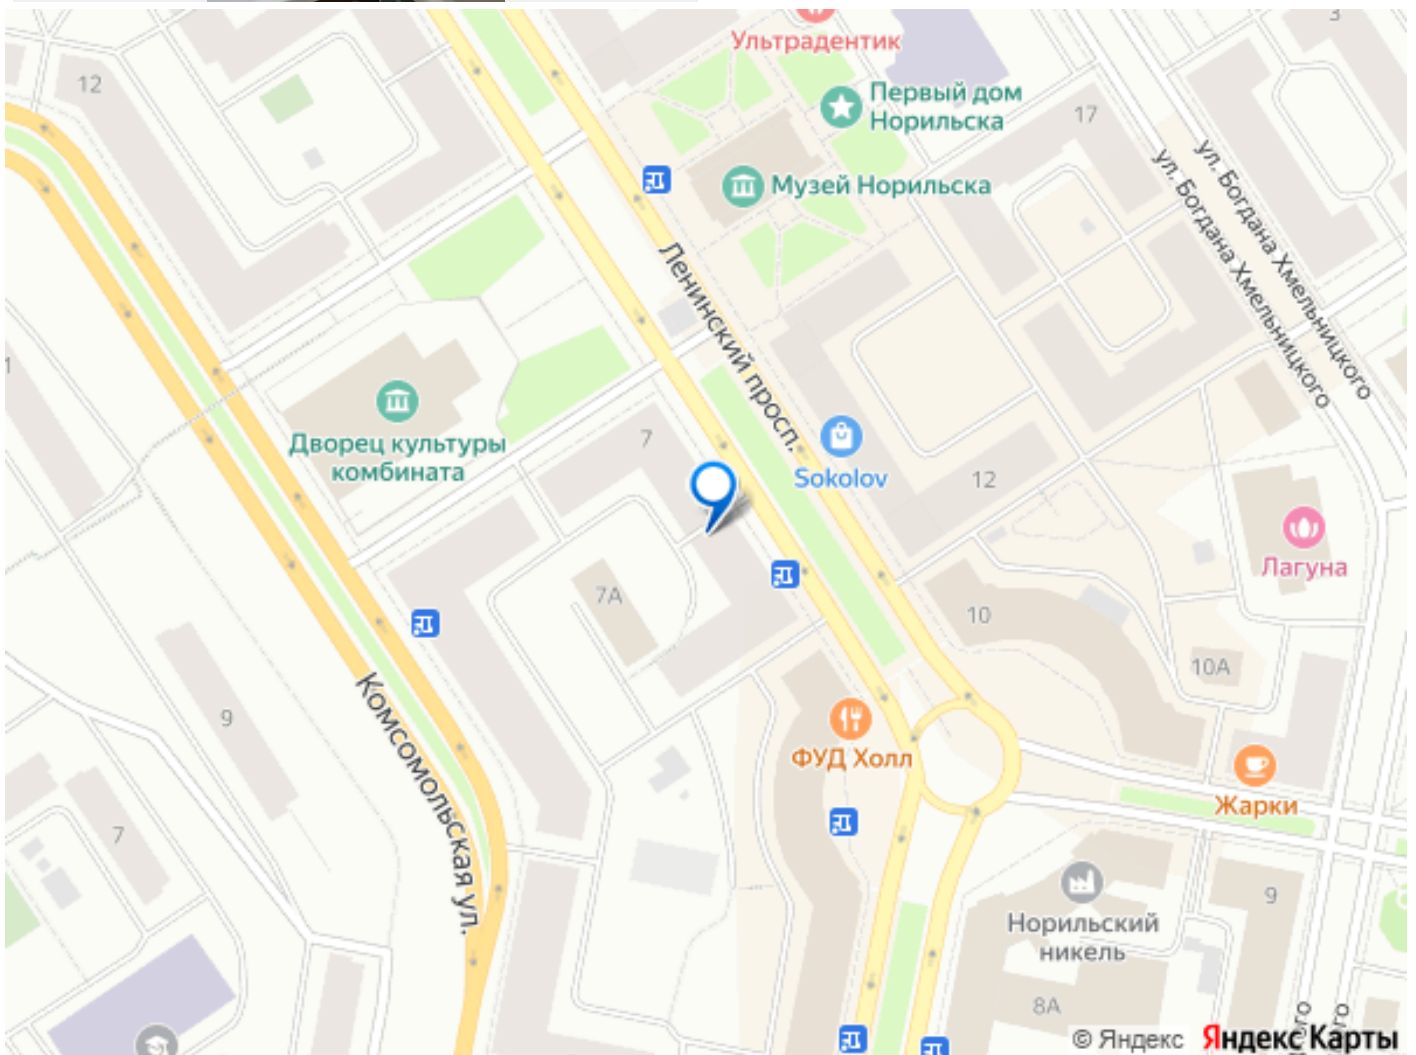 3
Ультрадентик
12
Первый дом
Норильска
17
ул. Богдана Хмельницкого
ул. Богдана Хмельницкого
Музей Норильска
Ленинский просп.
1
Дворец культуры
комбината
7
Sokolov
12
Лагуна
7А
10
10А
9
Комсомольская ул.
ФУД Холл
Жарки
7
Норильский
никель
9
8А
© Яндекс Яндекс Карты